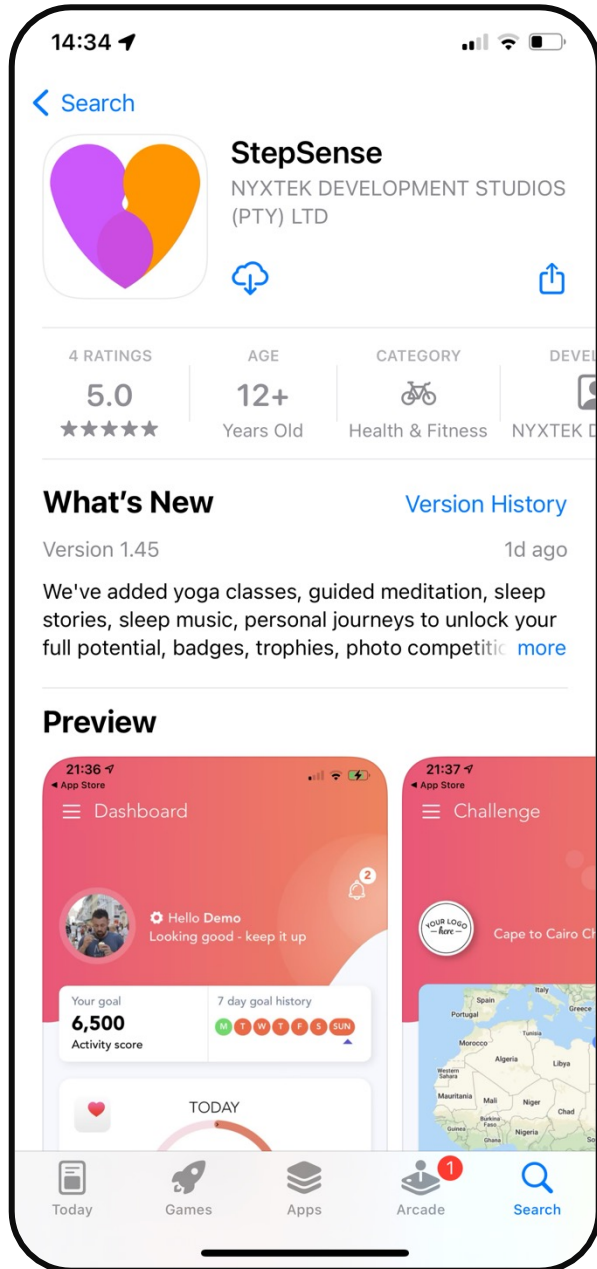 14:34
Search
StepSense
NYXTEK DEVELOPMENT STUDIOS
(PTY) LTD
4 RATINGS
5.0
AGE
12+
Years Old
CATEGORY
Health & Fitness
DEVEL
NYXTEK D
What's New
Version History
Version 1.45
1d ago
We've added yoga classes, guided meditation, sleep
stories, sleep music, personal journeys to unlock your
full potential, badges, trophies, photo competitic more
Preview
21:36
App Store
Dashboard
2
Hello Demo
Looking good - keep it up
Your goal
6,500
Activity score
7 day goal history
M T W T F S SUN
TODAY
21:37
App Store
Challenge
YOUR LOGO
here
Cape to Cairo Ch
Italy
Spain
Portugal
Greece
Tunisia
Morocco
Algeria
Libya
Western
Sahara
Mauritania
Mali
Niger
Chad
Burkina
Faso
Guinea
Nigeria
Ghana
So
Today
Games
Apps
Arcade
1
Search